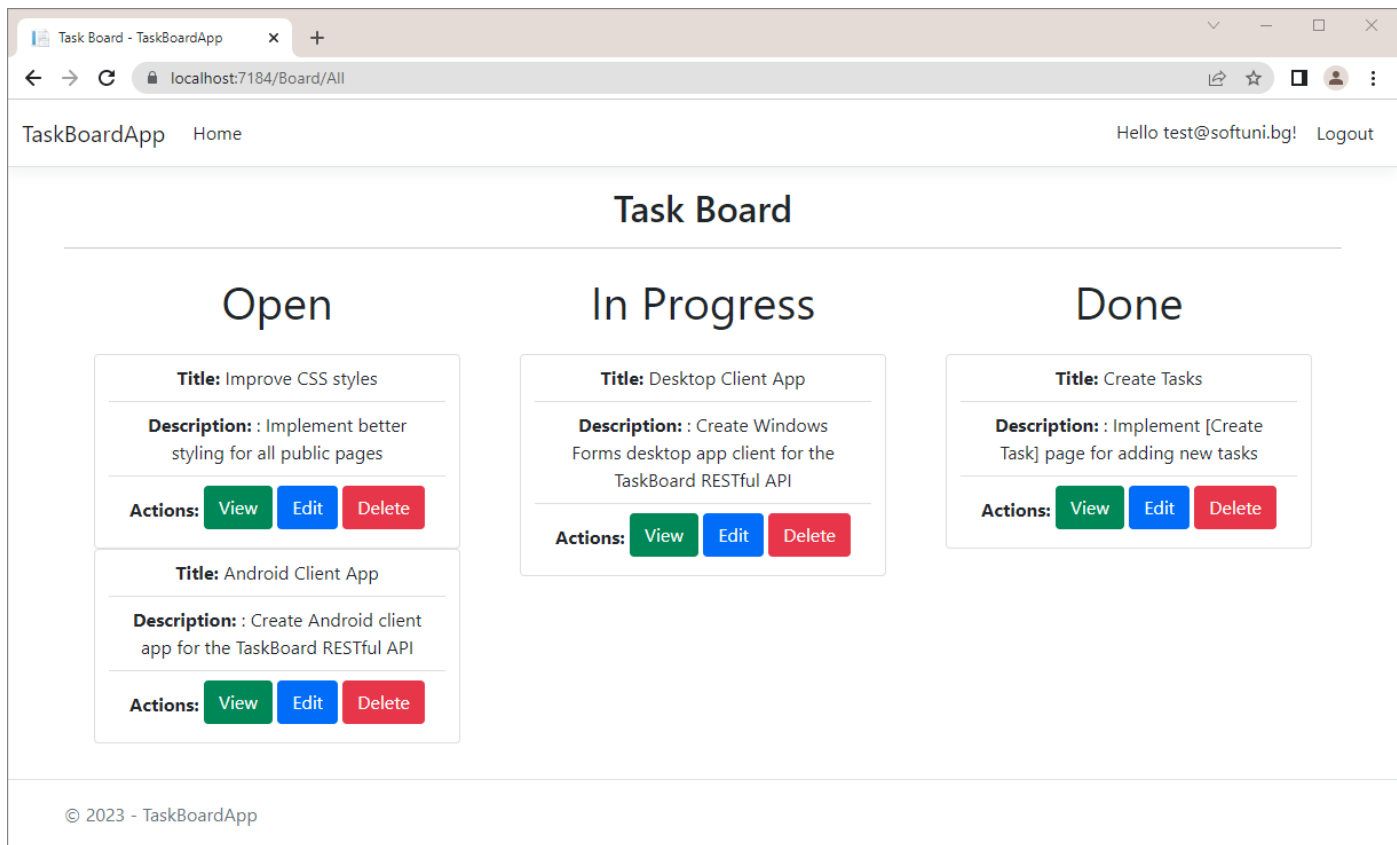 Task Board - TaskBoardApp
localhost:7184/Board/All
TaskBoardApp Home Hello test@softuni.bg! Logout
Task Board
Open
Title: Improve CSS styles
Description: : Implement better
styling for all public pages
Actions: View Edit Delete
Title: Android Client App
Description: : Create Android client
app for the TaskBoard RESTful API
Actions: View Edit Delete
In Progress
Title: Desktop Client App
Description: : Create Windows
Forms desktop app client for the
TaskBoard RESTful API
Actions: View Edit Delete
Done
Title: Create Tasks
Description: : Implement [Create
Task] page for adding new tasks
Actions: View Edit Delete
© 2023 - TaskBoardApp